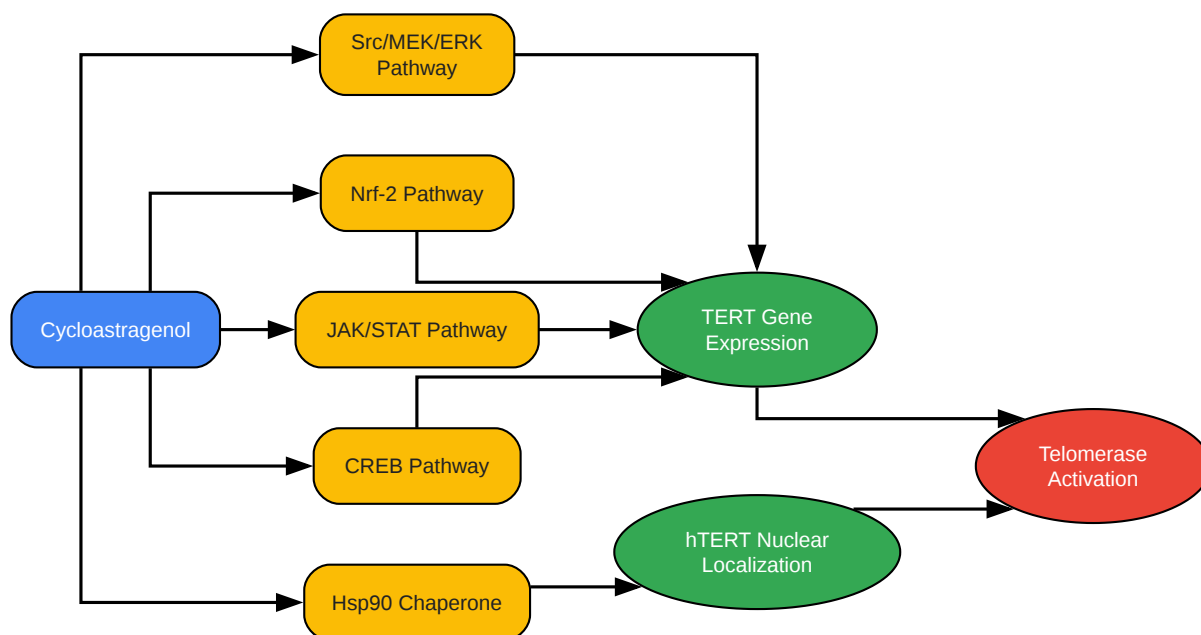 Src/MEK/ERK
Pathway
Nrf-2 Pathway
Cycloastragenol
JAK/STAT Pathway
TERT Gene
Expression
CREB Pathway
Telomerase
Activation
hTERT Nuclear
Localization
Hsp90 Chaperone